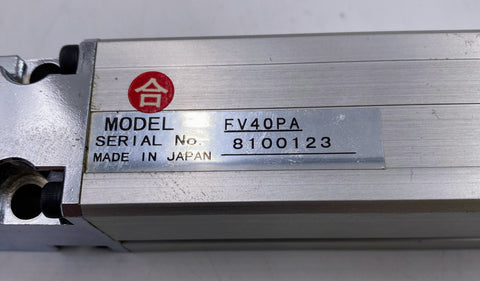 合
MODEL FV40PA
SERIAL No. 8100123
MADE IN JAPAN